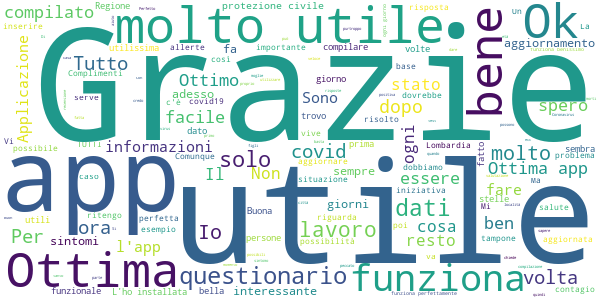 compilato
Regione
protezione civile
risposta
Un
La
inserire
molto utile
Ok
utilissima
allerte
importante
compilare
aggiornamento
Applicazione
Tutto
fa
volte
Complimenti
Ottimo
così
giorno
base
bene
adesso
stato
dovrebbe
serve
c'è
covid19
Sono
dopo
spero
Grazie
facile
trovo
risolto
Vi
TUTTI
dato
vive
prima
ogni
possibile
informazioni
covid
Lombardia
fatto
molto
sembra
problema
app
caso
Comunque
solo
Non
aggiornare
sempre
dobbiamo
Ottima app
Il
situazione
essere
iniziativa
fare
Ma
utile
utili
ritengo
perfetta
Buona
giorni
dati
stelle
salute
ora
esempio
Io
riguarda
cosa
Mi
ben
tampone
Per
sintomi
l'app
persone
possibilità
lavoro
poi
resto
va
aggiornata
Ottima
questionario
funziona
volta
funzionale
L'ho installata
bella
interessante
contagio
funziona perfettamente
quindi